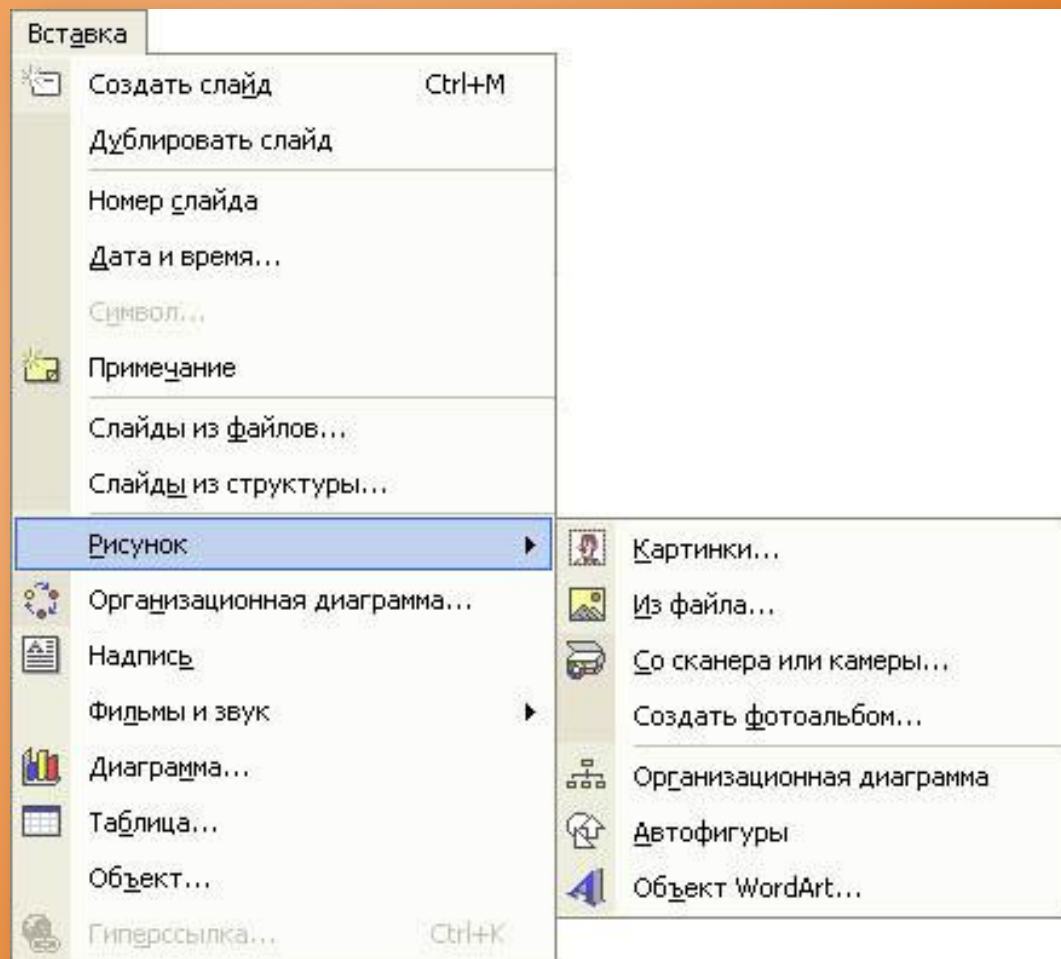 Вставка
Создать слайд Ctrl+M
Дублировать слайд
Номер слайда
Дата и время...
Символ...
Примечание
Слайды из файлов...
Слайды из структуры...
Рисунок
Организационная диаграмма...
Надпись
Фильмы и звук
Диаграмма...
Таблица...
Объект...
Гиперссылка... Ctrl+K
Картинки...
Из файла...
Со сканера или камеры...
Создать фотоальбом...
Организационная диаграмма
Автофигуры
Объект WordArt...